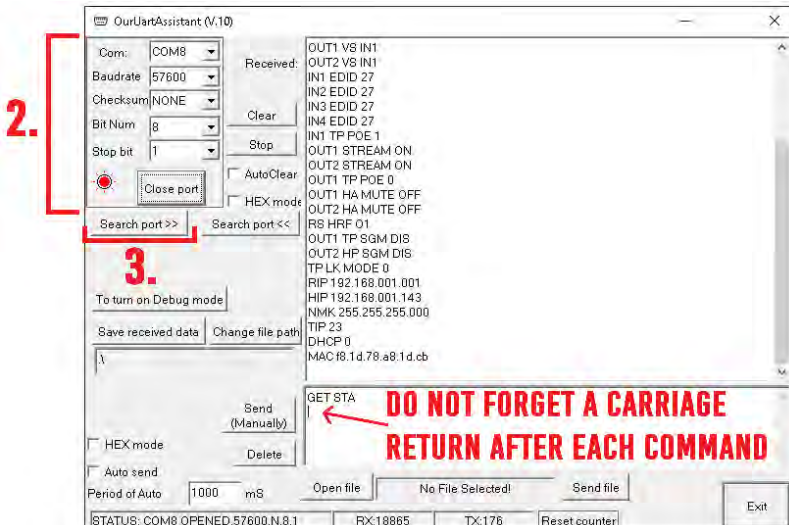 OurUartAssistant (V.10)
2.
Com: COM8
Baudrate 57600
Checksum NONE
Bit Num 8
Stop bit 1
Close port
Received:
Clear
Stop
AutoClear
HEX mode
Search port >>
Search port <<
3.
To turn on Debug mode
Save received data
Change file path
.\
OUT1 VS IN1
OUT2 VS IN1
IN1 EDID 27
IN2 EDID 27
IN3 EDID 27
IN4 EDID 27
IN1 TP POE 1
OUT1 STREAM ON
OUT2 STREAM ON
OUT1 TP POE 0
OUT1 HA MUTE OFF
OUT2 HA MUTE OFF
RS HRF 01
OUT1 TP SGM DIS
OUT2 HP SGM DIS
TP LK MODE 0
RIP 192.168.001.001
HIP 192.168.001.143
NMK 255.255.255.000
TIP 23
DHCP 0
MAC f8.1d.78.a8.1d.cb
Send
(Manually)
HEX mode
Delete
Auto send
Period of Auto 1000 mS
GET STA
DO NOT FORGET A CARRIAGE
RETURN AFTER EACH COMMAND
Open file
No File Selected!
Send file
Exit
STATUS: COM8 OPENED,57600,N,8,1
RX:18865
TX:176
Reset counter